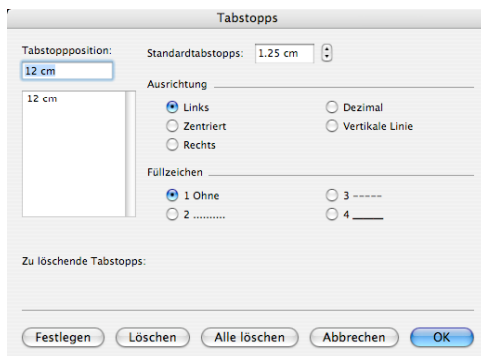 Tabstopps
Tabstoppposition:
12 cm
12 cm
Standardtabstopps: 1.25 cm
Ausrichtung
Links
Dezimal
Zentriert
Vertikale Linie
Rechts
Füllzeichen
1 Ohne
3 -----
2 ..........
4 _____
Zu löschende Tabstopps:
Festlegen
Löschen
Alle löschen
Abbrechen
OK